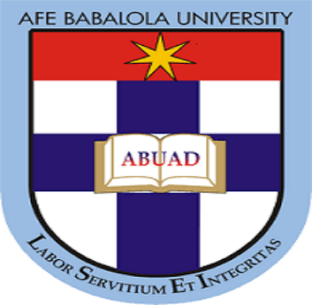 AFE BABALOLA UNIVERSITY
ABUAD
LABOR SERVITIUM ET INTEGRITAS